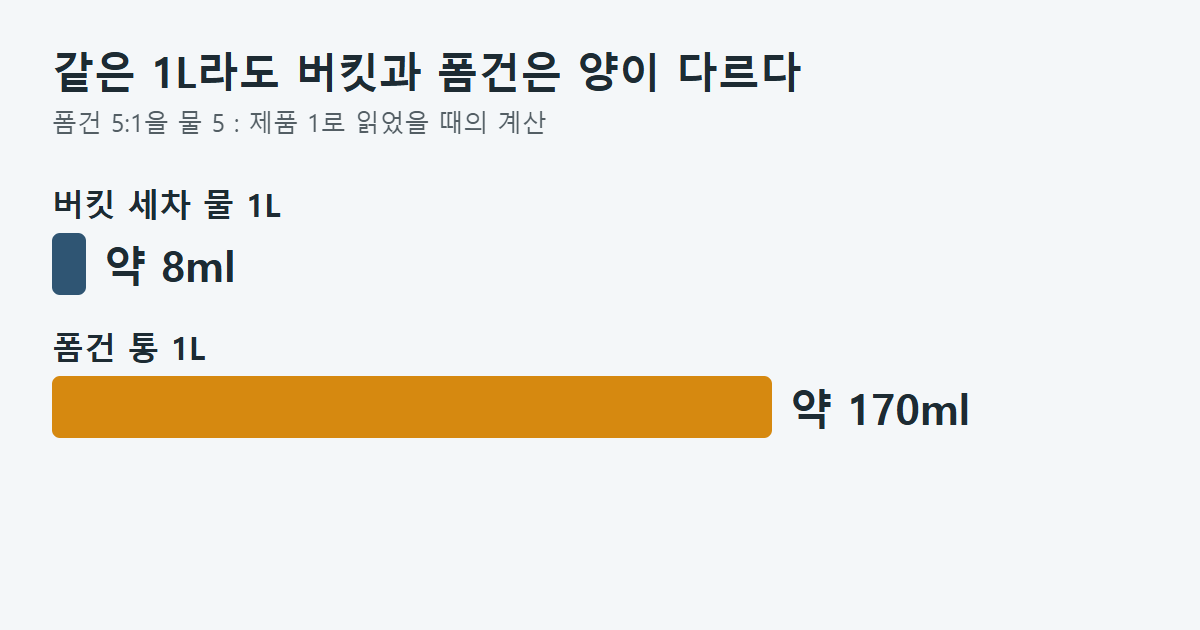 같은 1L라도 버킷과 폼건은 양이 다르다
폼건 5:1을 물 5 : 제품 1로 읽었을 때의 계산
버킷 세차 물 1L
약 8ml
폼건 통 1L
약 170ml